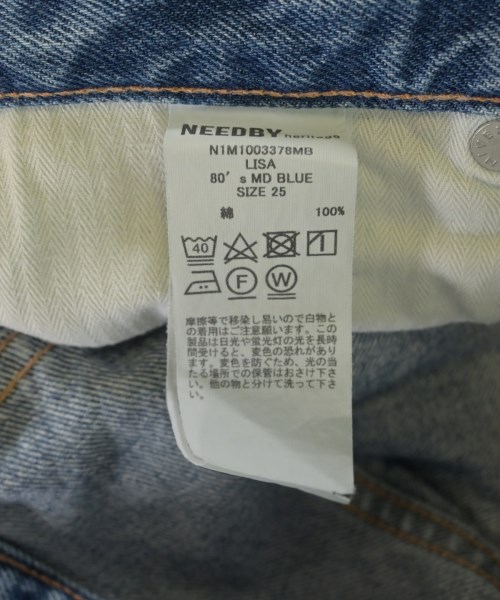 NEEDBY heritage
N1M1003378MB
LISA
80's MD BLUE
SIZE 25
綿 100%
40
F W
摩擦等で移染し易いので白物と
の着用はご注意願います。この
製品は日光や蛍光灯の光を長時
間受けると、変色の恐れがあり
ます。変色を防ぐため、光の当
たる場所での保管はおさけ下さ
い。他の物と分けて洗って下さ
い。